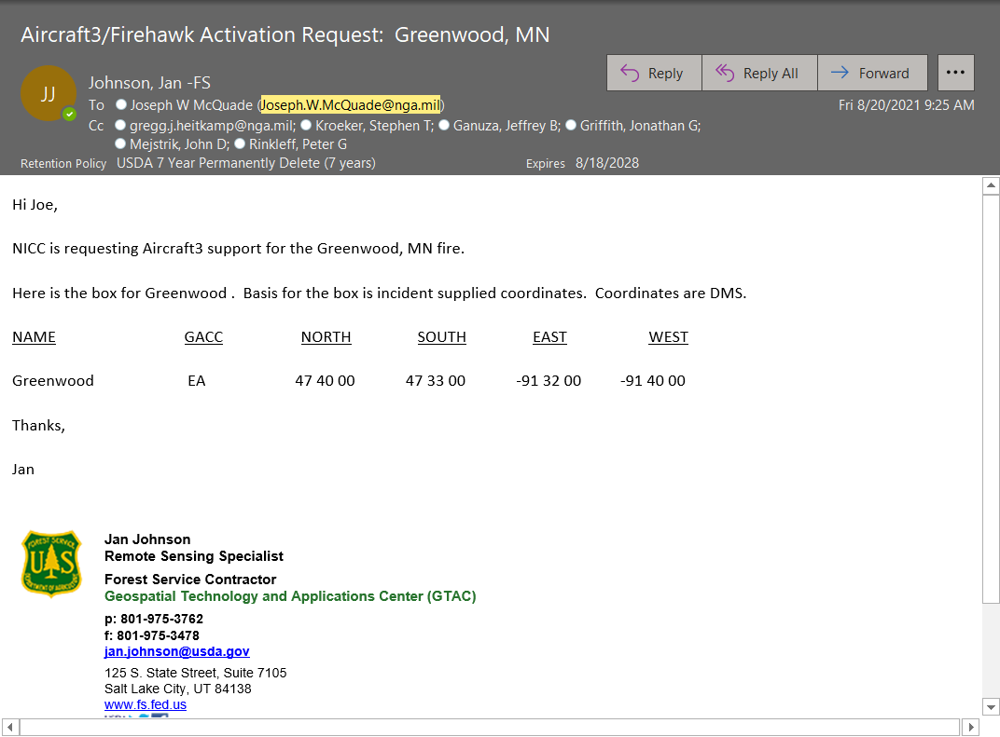 Aircraft3/Firehawk Activation Request:  Greenwood, MN
JJ
Johnson, Jan -FS
Reply
Reply All
Forward
To Joseph W McQuade (Joseph.W.McQuade@nga.mil)
Fri 8/20/2021 9:25 AM
Cc gregg.j.heitkamp@nga.mil; Kroeker, Stephen T; Ganuza, Jeffrey B; Griffith, Jonathan G;
Mejstrik, John D; Rinkleff, Peter G
Retention Policy USDA 7 Year Permanently Delete (7 years) Expires 8/18/2028
Hi Joe,
NICC is requesting Aircraft3 support for the Greenwood, MN fire.
Here is the box for Greenwood .  Basis for the box is incident supplied coordinates.  Coordinates are DMS.
NAME GACC NORTH SOUTH EAST WEST
Greenwood EA 47 40 00 47 33 00 -91 32 00 -91 40 00
Thanks,
Jan
FOREST SERVICE
UAS
DEPARTMENT OF AGRICULTURE
Jan Johnson
Remote Sensing Specialist
Forest Service Contractor
Geospatial Technology and Applications Center (GTAC)
p: 801-975-3762
f: 801-975-3478
jan.johnson@usda.gov
125 S. State Street, Suite 7105
Salt Lake City, UT 84138
www.fs.fed.us